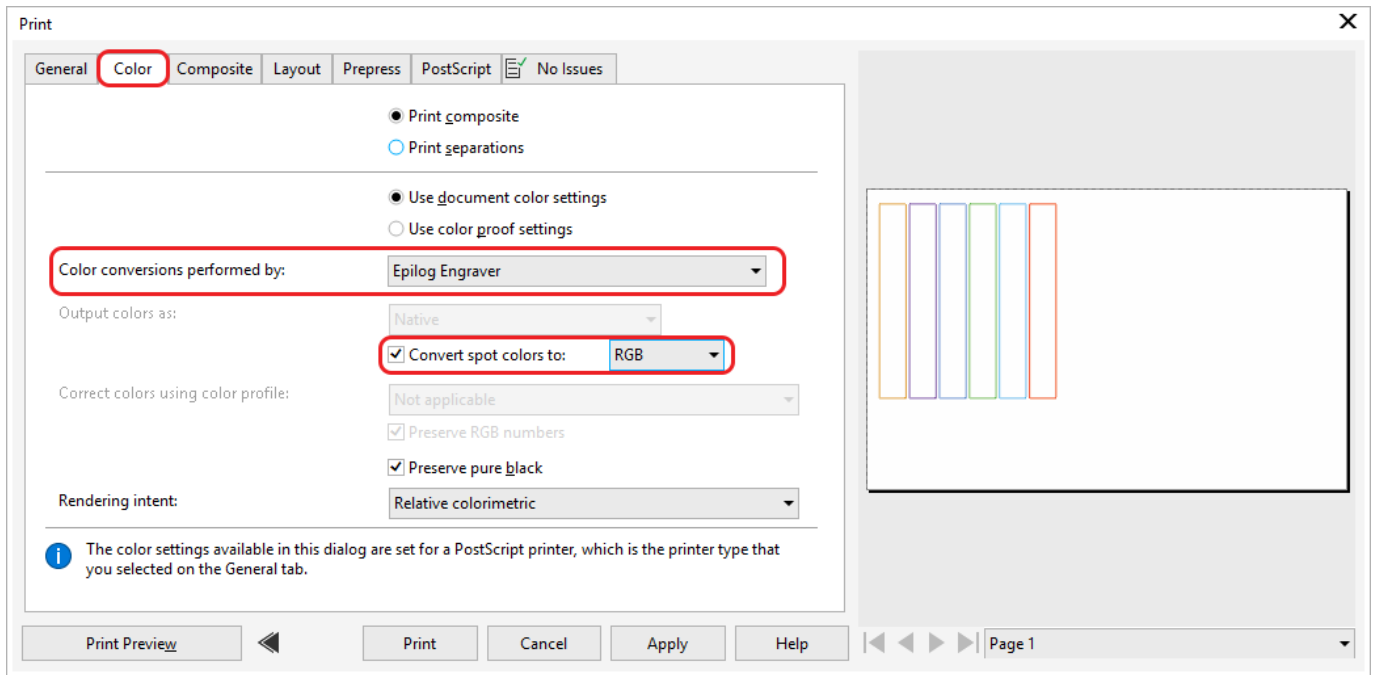 Print
General Color Composite Layout Prepress PostScript No Issues
Print composite
Print separations
Use document color settings
Use color proof settings
Color conversions performed by: Epilog Engraver
Output colors as: Native
Convert spot colors to: RGB
Correct colors using color profile: Not applicable
Preserve RGB numbers
Preserve pure black
Rendering intent: Relative colorimetric
The color settings available in this dialog are set for a PostScript printer, which is the printer type that
you selected on the General tab.
Print Preview Print Cancel Apply Help Page 1